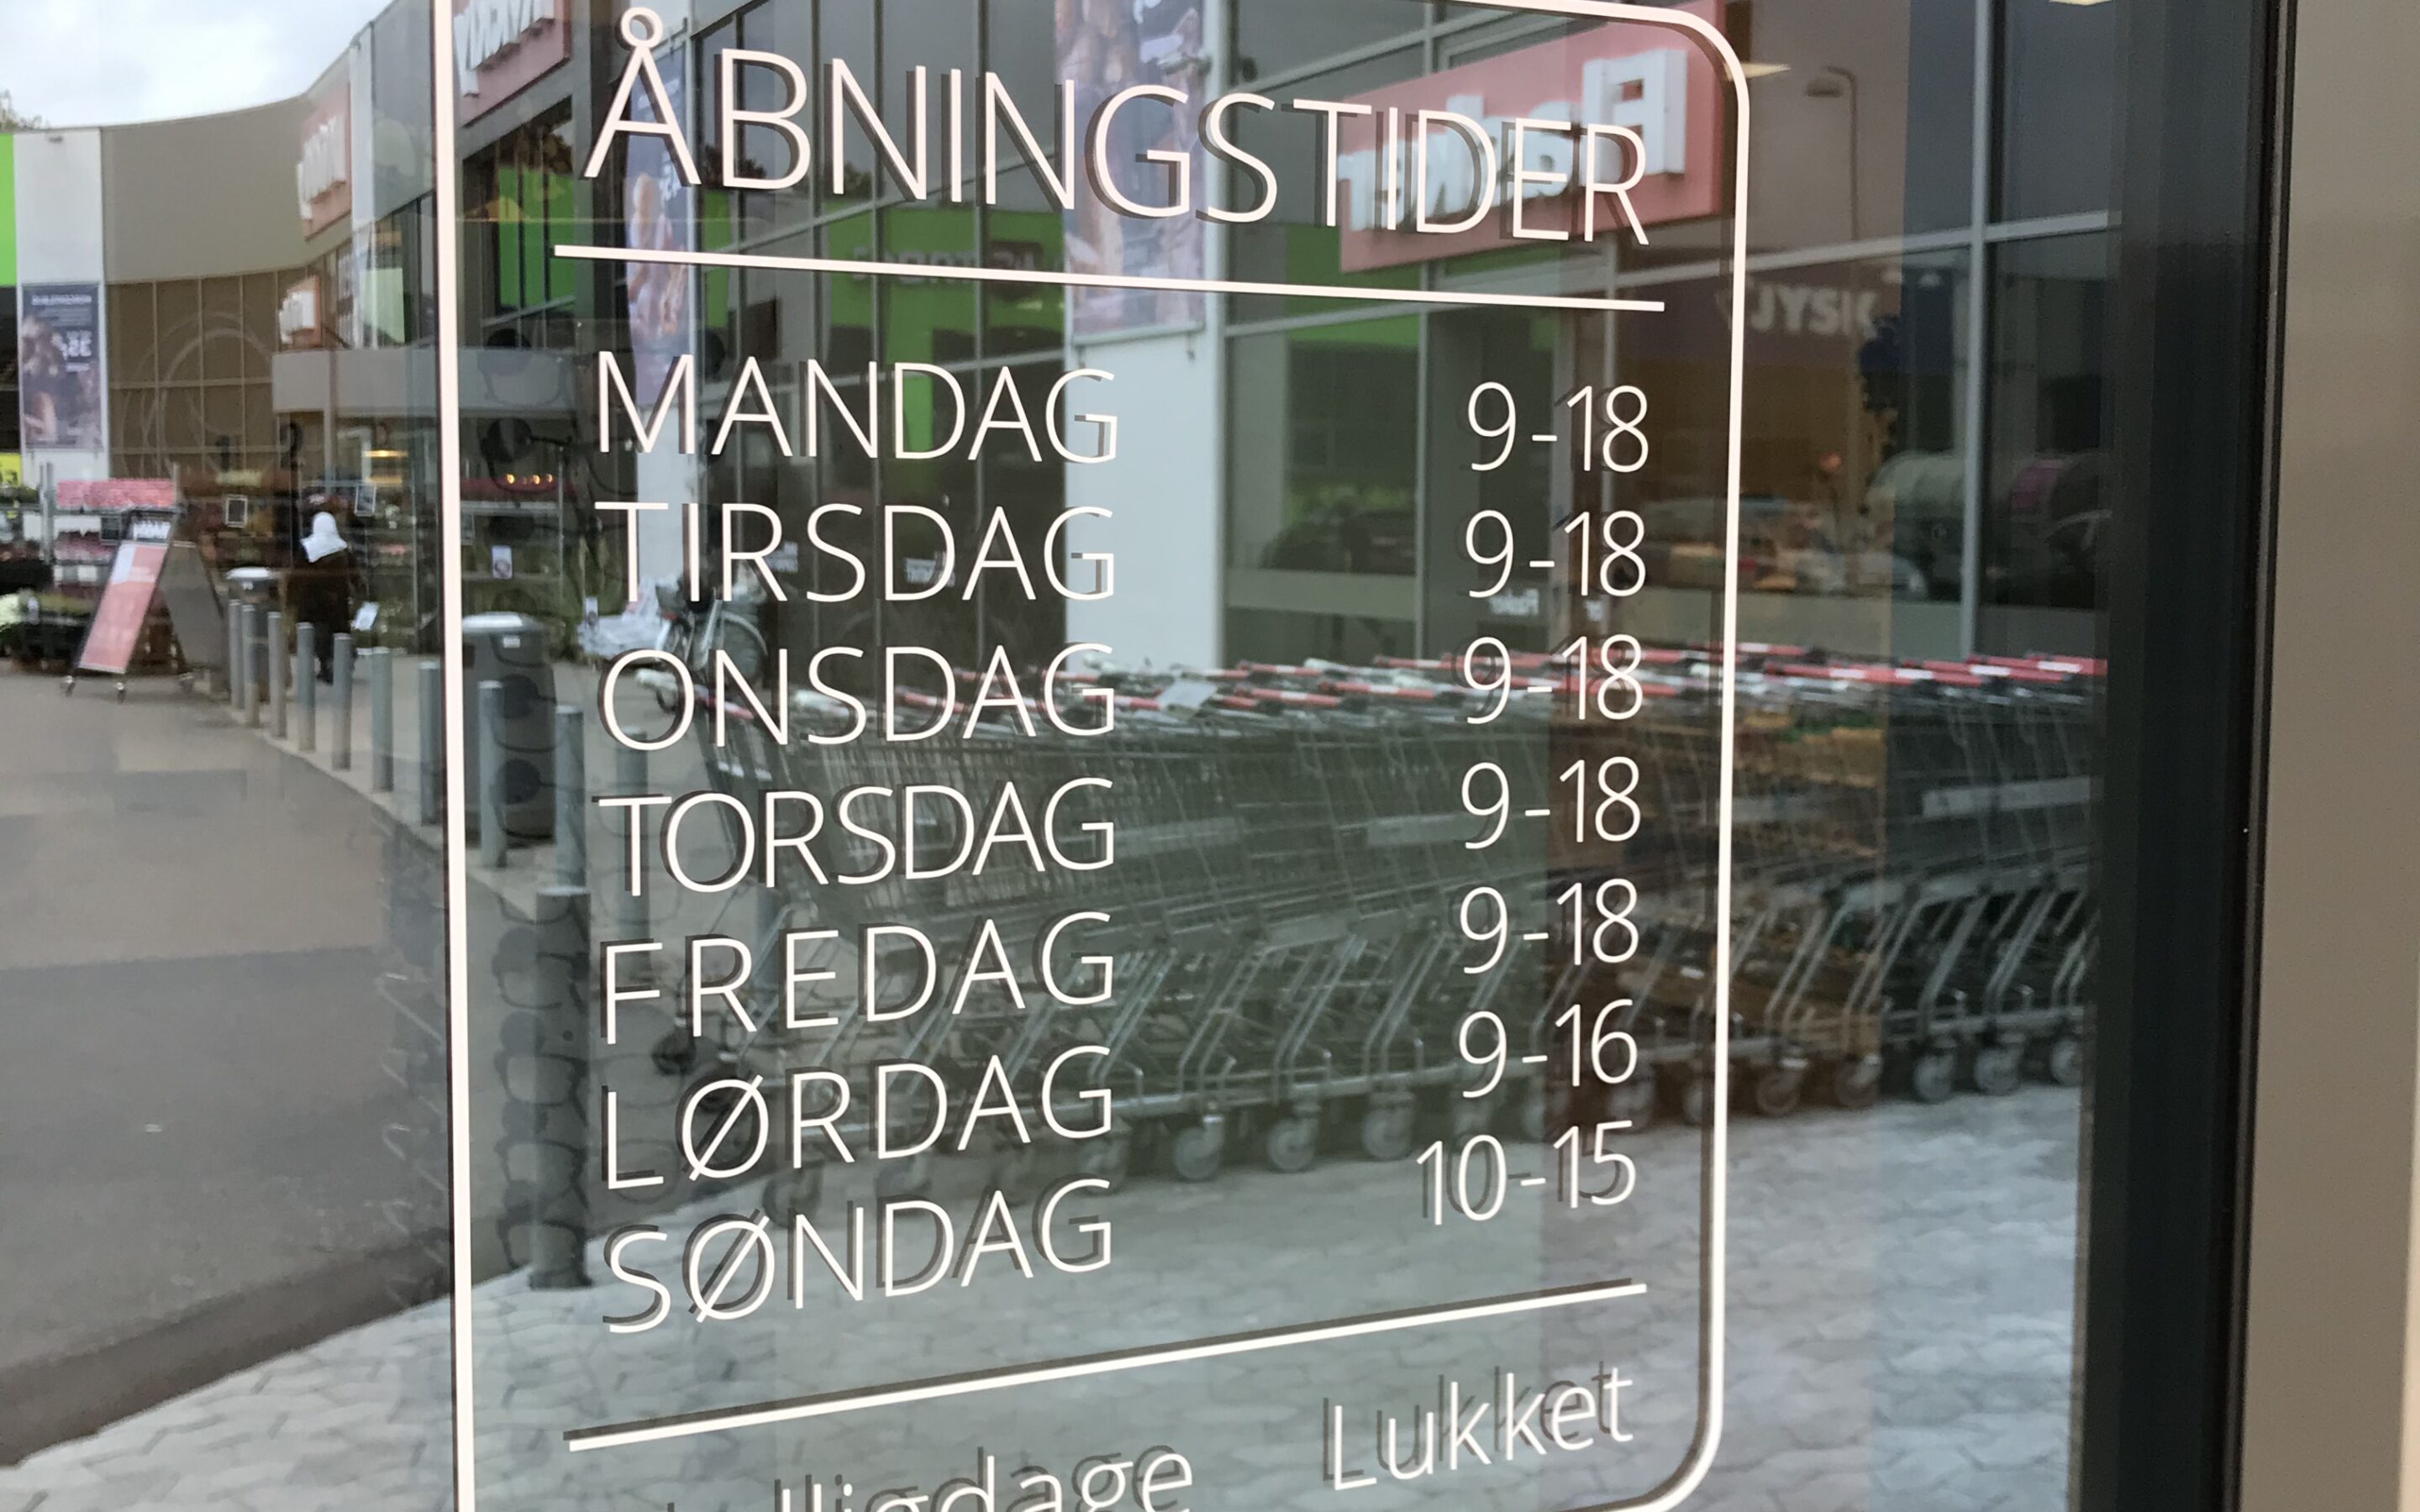 ÅBNINGSTIDER
MANDAG 9-18
TIRSDAG 9-18
ONSDAG 9-18
TORSDAG 9-18
FREDAG 9-18
LØRDAG 9-16
SØNDAG 10-15
Lukket
JYSK